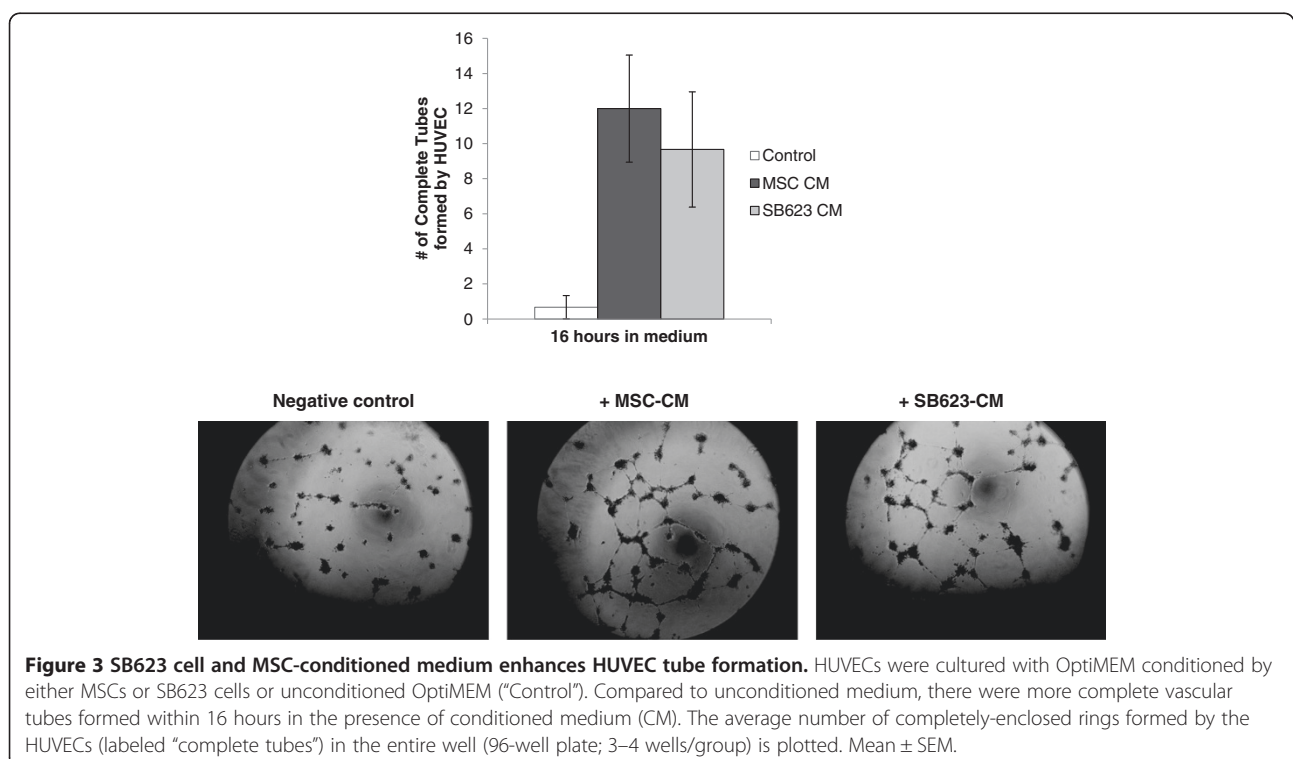 16
14
12
10
8
6
4
2
0
# of Complete Tubes
formed by HUVEC
Control
MSC CM
SB623 CM
16 hours in medium
Negative control
+ MSC-CM
+ SB623-CM
Figure 3 SB623 cell and MSC-conditioned medium enhances HUVEC tube formation. HUVECs were cultured with OptiMEM conditioned by
either MSCs or SB623 cells or unconditioned OptiMEM (“Control”). Compared to unconditioned medium, there were more complete vascular
tubes formed within 16 hours in the presence of conditioned medium (CM). The average number of completely-enclosed rings formed by the
HUVECs (labeled “complete tubes”) in the entire well (96-well plate; 3–4 wells/group) is plotted. Mean ± SEM.